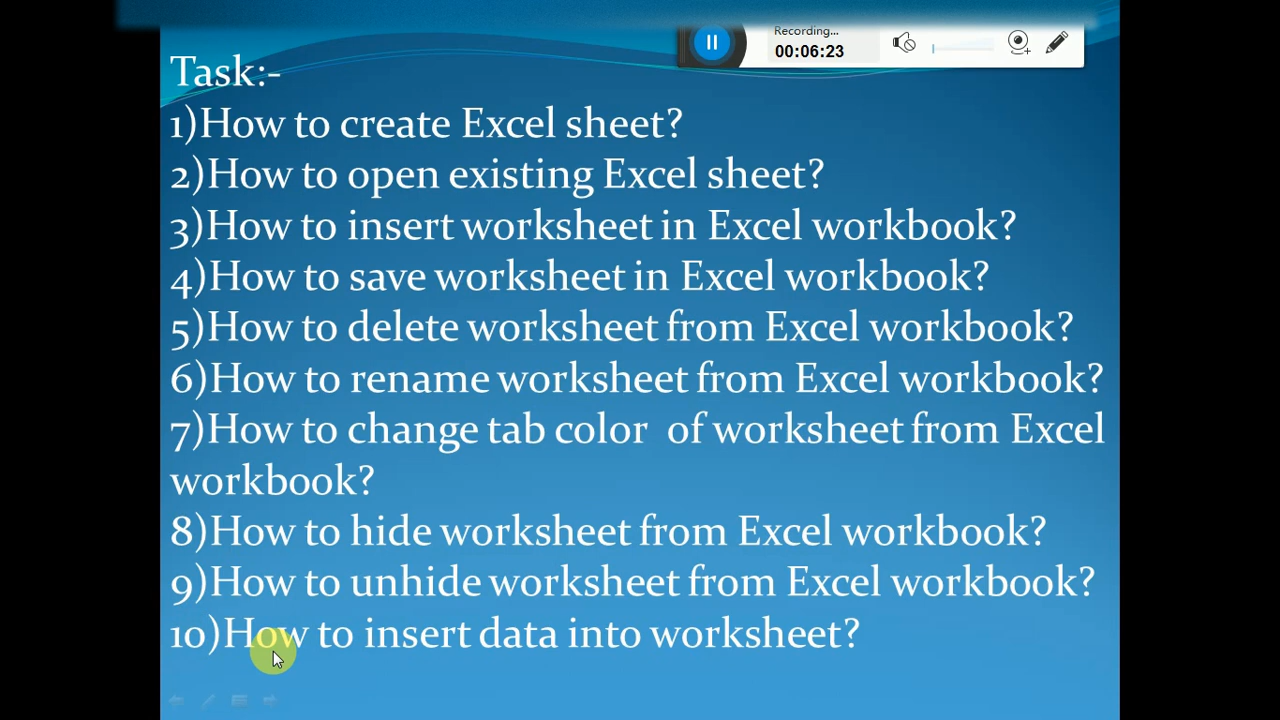 Recording...
00:06:23
Task:-
1)How to create Excel sheet?
2)How to open existing Excel sheet?
3)How to insert worksheet in Excel workbook?
4)How to save worksheet in Excel workbook?
5)How to delete worksheet from Excel workbook?
6)How to rename worksheet from Excel workbook?
7)How to change tab color  of worksheet from Excel
workbook?
8)How to hide worksheet from Excel workbook?
9)How to unhide worksheet from Excel workbook?
10)How to insert data into worksheet?